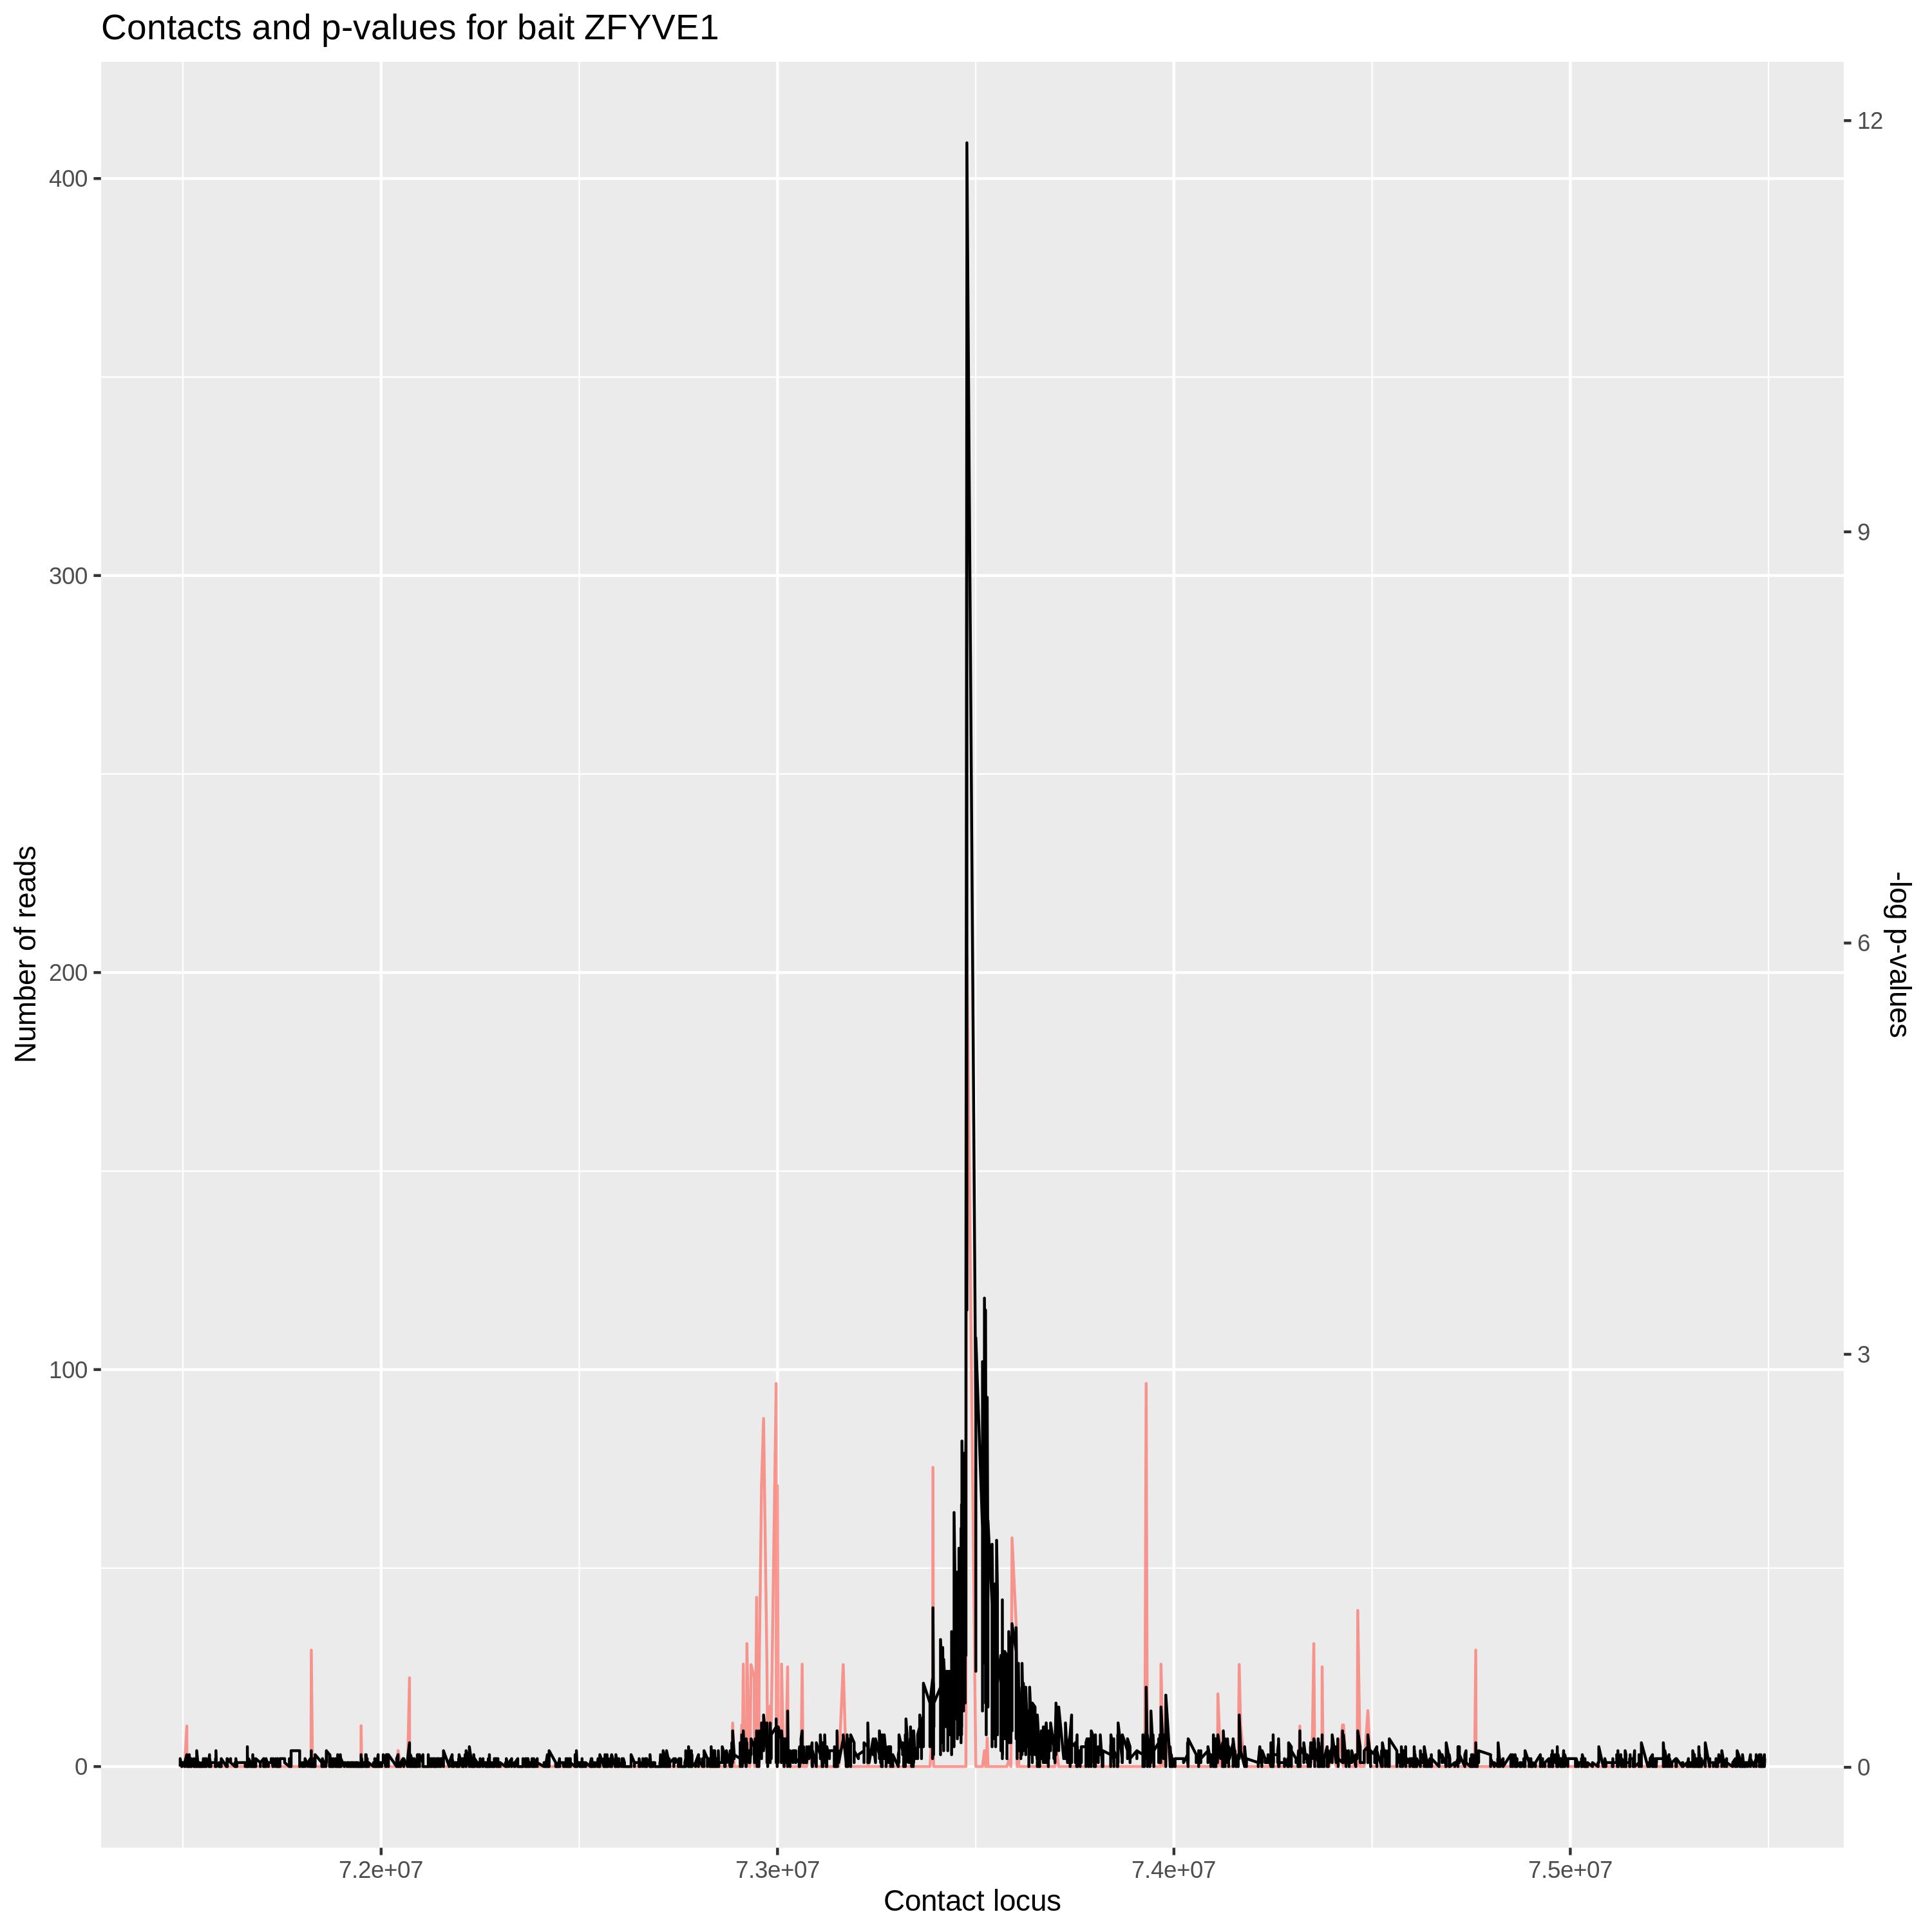 Contacts and p-values for bait ZFYVE1
12
400
9
300
Number of reads
-log p-values
6
200
3
100
0
0
7.2e+07
7.3e+07
7.4e+07
7.5e+07
Contact locus